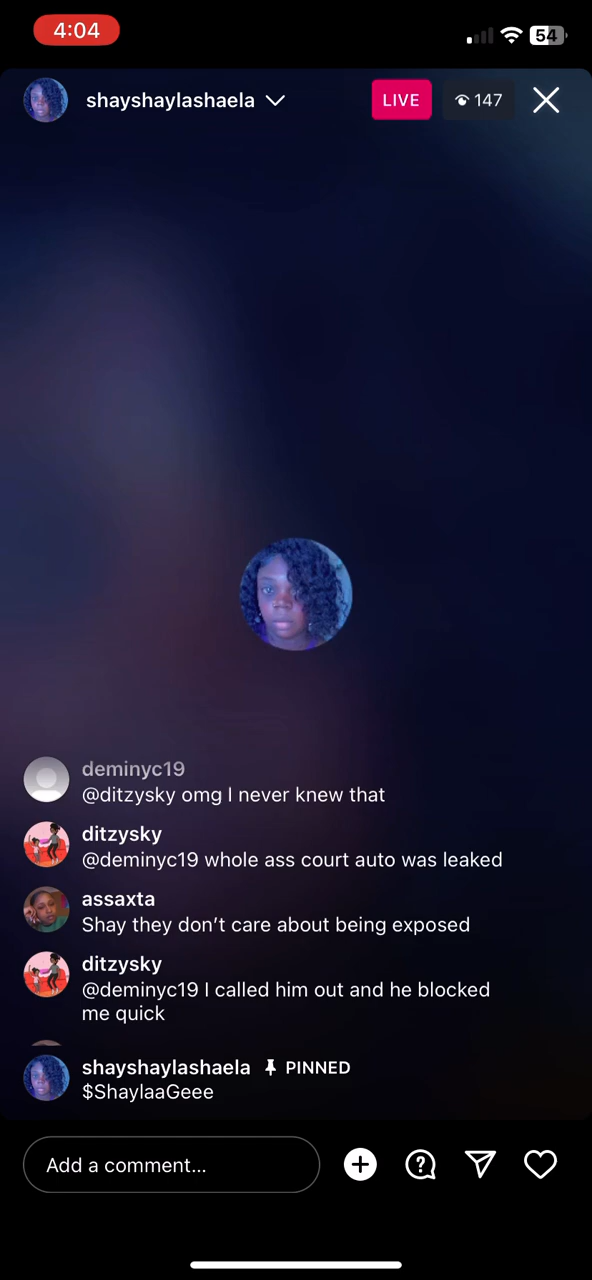 4:04
54
shayshaylashaela
LIVE
147
deminyc19
@ditzysky omg I never knew that
ditzysky
@deminyc19 whole ass court auto was leaked
assaxta
Shay they don't care about being exposed
ditzysky
@deminyc19 I called him out and he blocked
me quick
shayshaylashaela PINNED
$ShaylaaGeee
Add a comment...
?